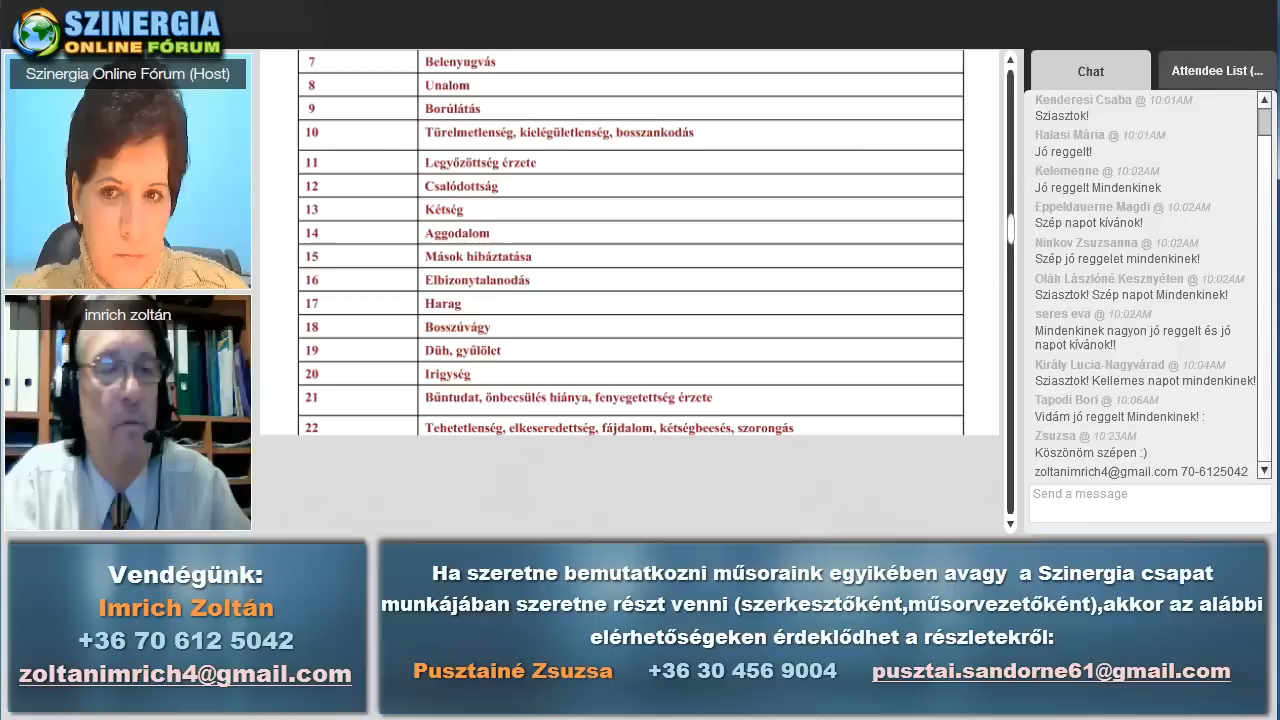 SZINERGIA
ONLINE FÓRUM
Szinergia Online Fórum (Host)
imrich zoltán
7 Belenyugvás
8 Unalom
9 Borúlátás
10 Türelmetlenség, kielégületlenség, bosszankodás
11 Legyőzöttség érzete
12 Csalódottság
13 Kétség
14 Aggodalom
15 Mások hibáztatása
16 Elbizonytalanodás
17 Harag
18 Bosszúvágy
19 Düh, gyűlölet
20 Irigység
21 Bűntudat, önbecsülés hiánya, fenyegetettség érzete
22 Tehetetlenség, elkeseredettség, fájdalom, kétségbeesés, szorongás
Chat
Attendee List (...
Kenderesi Csaba @ 10:01AM
Sziasztok!
Halasi Mária @ 10:01AM
Jó reggelt!
Kelemenne @ 10:02AM
Jó reggelt Mindenkinek
Eppeldauerne Magdi @ 10:02AM
Szép napot kívánok!
Ninkov Zsuzsanna @ 10:02AM
Szép jó reggelet mindenkinek!
Oláh Lászlóné Kesznyéten @ 10:02AM
Sziasztok! Szép napot Mindenkinek!
seres eva @ 10:02AM
Mindenkinek nagyon jó reggelt és jó
napot kívánok!!
Király Lucia-Nagyvárad @ 10:04AM
Sziasztok! Kellemes napot mindenkinek!
Tapodi Bori @ 10:06AM
Vidám jó reggelt Mindenkinek! :
Zsuzsa @ 10:23AM
Köszönöm szépen :)
zoltanimrich4@gmail.com 70-6125042
Send a message
Vendégünk:
Imrich Zoltán
+36 70 612 5042
zoltanimrich4@gmail.com
Ha szeretne bemutatkozni műsoraink egyikében avagy a Szinergia csapat
munkájában szeretne részt venni (szerkesztőként,műsorvezetőként),akkor az alábbi
elérhetőségeken érdeklődhet a részletekről:
Pusztainé Zsuzsa +36 30 456 9004 pusztai.sandorne61@gmail.com